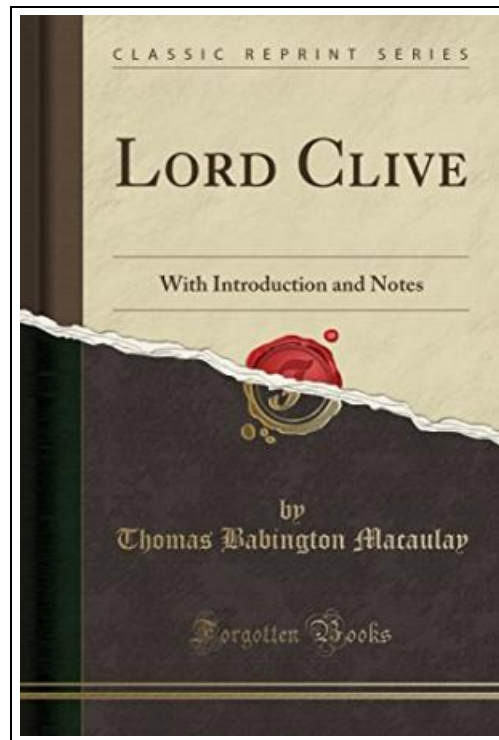 CLASSIC REPRINT SERIES
LORD CLIVE
With Introduction and Notes
by
Thomas Babington Macaulay
Forgotten Books